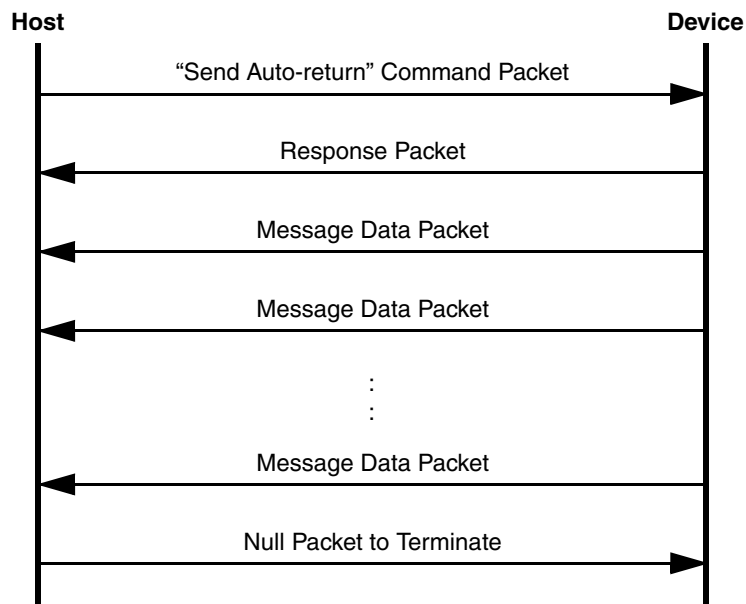 Host
Device
“Send Auto-return” Command Packet
Response Packet
Message Data Packet
Message Data Packet
:
:
Message Data Packet
Null Packet to Terminate